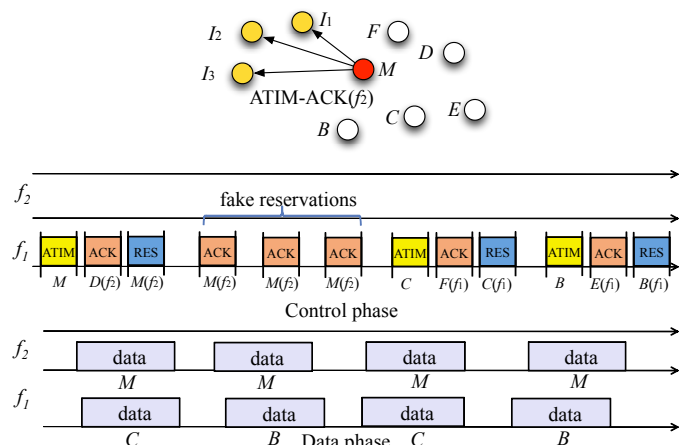 I1
F
I2
D
I3
M
ATIM-ACK(f2)
B
C
E
f2
fake reservations
f1
ATIM ACK RES ACK ACK ACK ATIM ACK RES ATIM ACK RES
M D(f2) M(f2) M(f2) M(f2) M(f2) C F(f1) C(f1) B E(f1) B(f1)
Control phase
f2
data data data data
M M M M
f1
data data data data
C B C B
Data phase